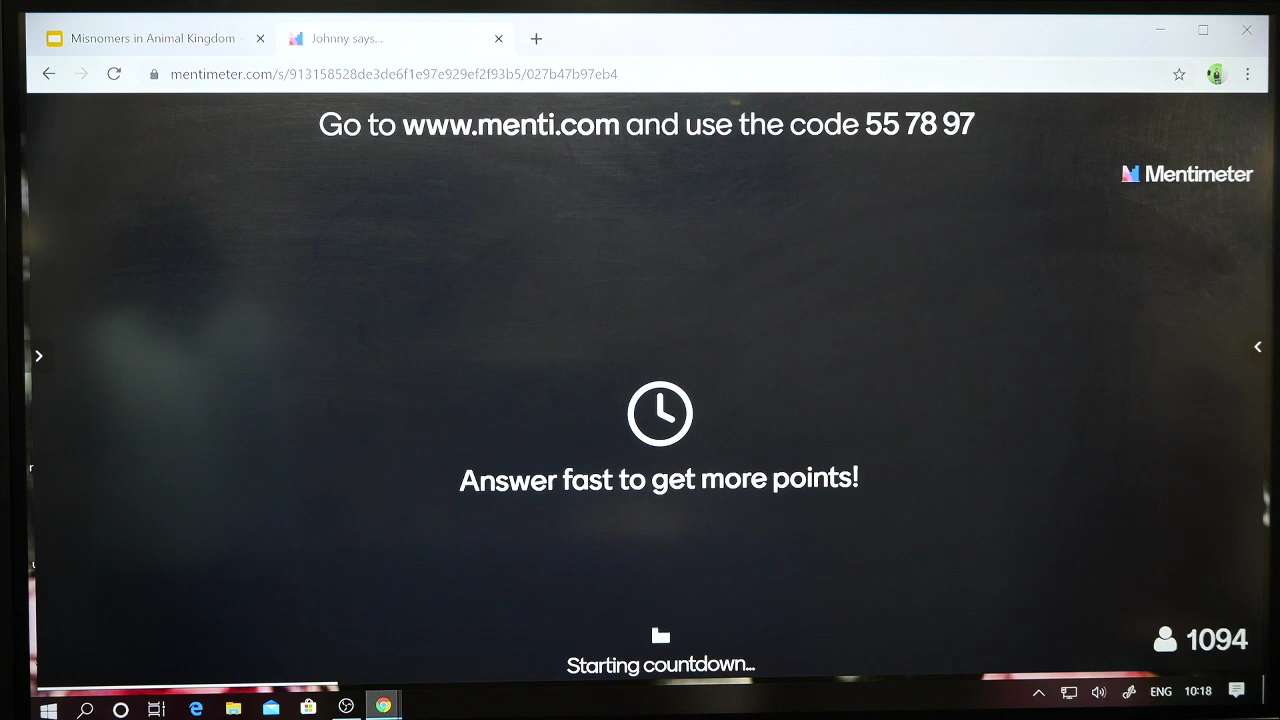 Misnomers in Animal Kingdom
Johnny says...
mentimeter.com/s/913158528de3de6f1e97e929ef2f93b5/027b47b97eb4
Go to www.menti.com and use the code 55 78 97
Mentimeter
Answer fast to get more points!
1094
Starting countdown...
ENG
10:18